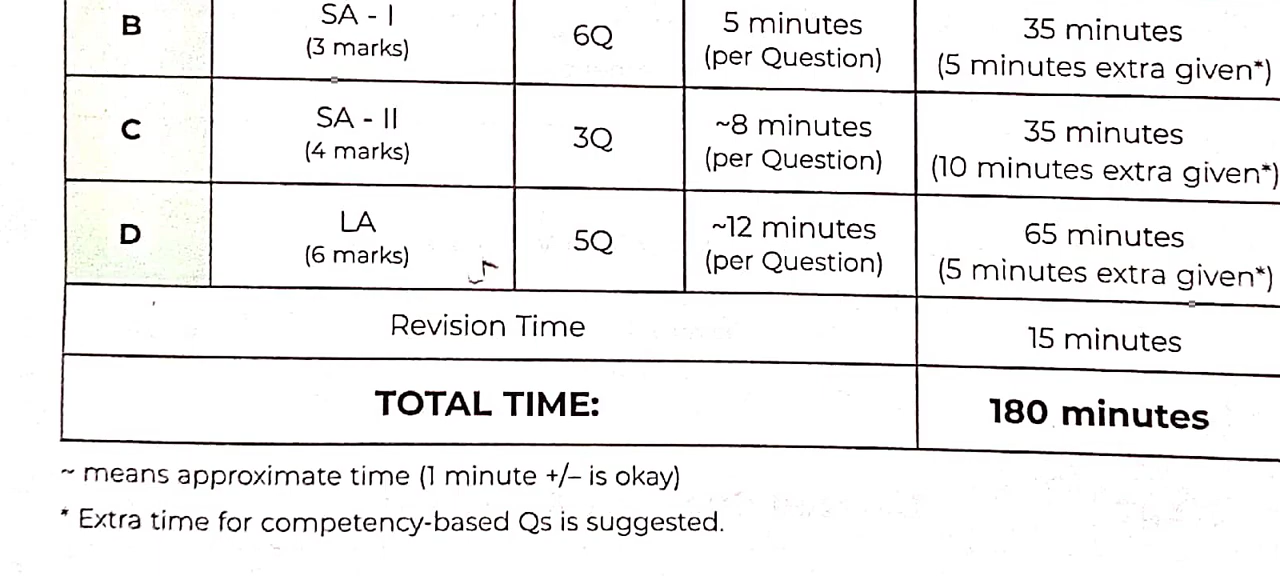 B
SA - I
(3 marks)
6Q
5 minutes
(per Question)
35 minutes
(5 minutes extra given*)
C
SA - II
(4 marks)
3Q
~8 minutes
(per Question)
35 minutes
(10 minutes extra given*)
D
LA
(6 marks)
5Q
~12 minutes
(per Question)
65 minutes
(5 minutes extra given*)
Revision Time
15 minutes
TOTAL TIME:
180 minutes
~ means approximate time (1 minute +/– is okay)
* Extra time for competency-based Qs is suggested.